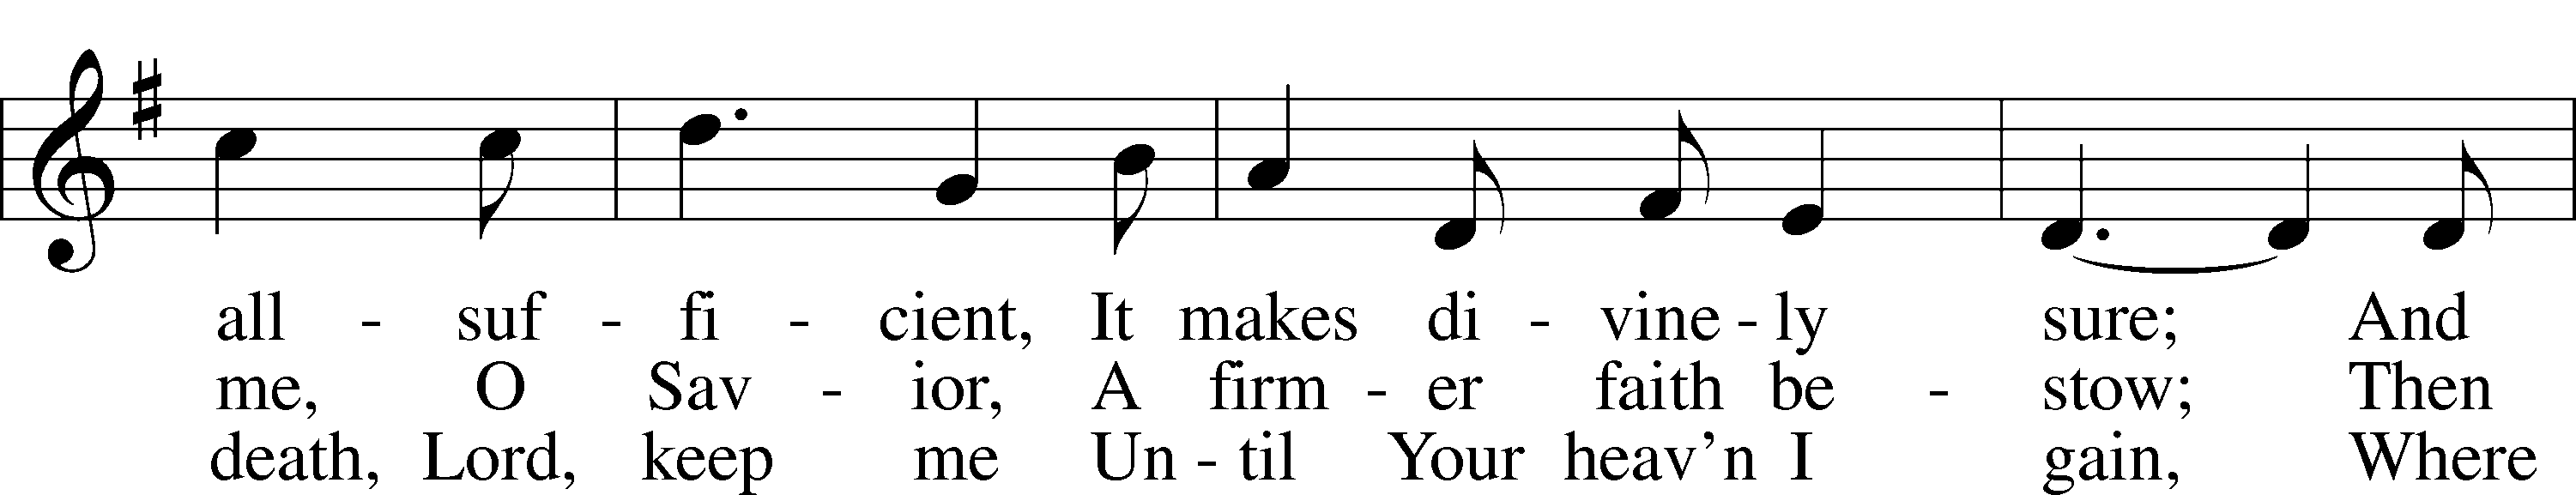 all - suf - fi - cient, It makes di - vine - ly sure; And
me, O Sav - ior, A firm - er faith be - stow; Then
death, Lord, keep me Un - til Your heav'n I gain, Where